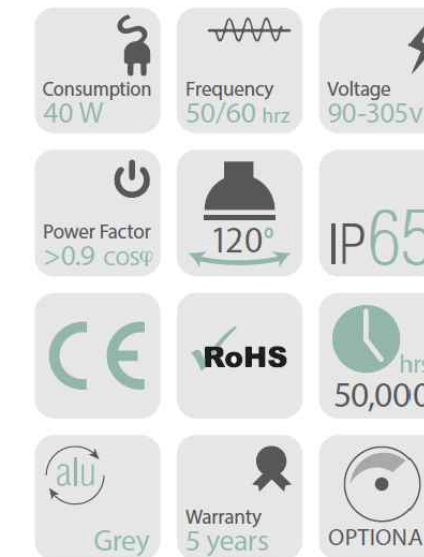 Consumption
40 W
Frequency
50/60 hrz
Voltage
90-305v
Power Factor
>0.9 cosφ
120°
IP65
CE
RoHS
hrs
50,000
alu
Grey
Warranty
5 years
OPTIONA